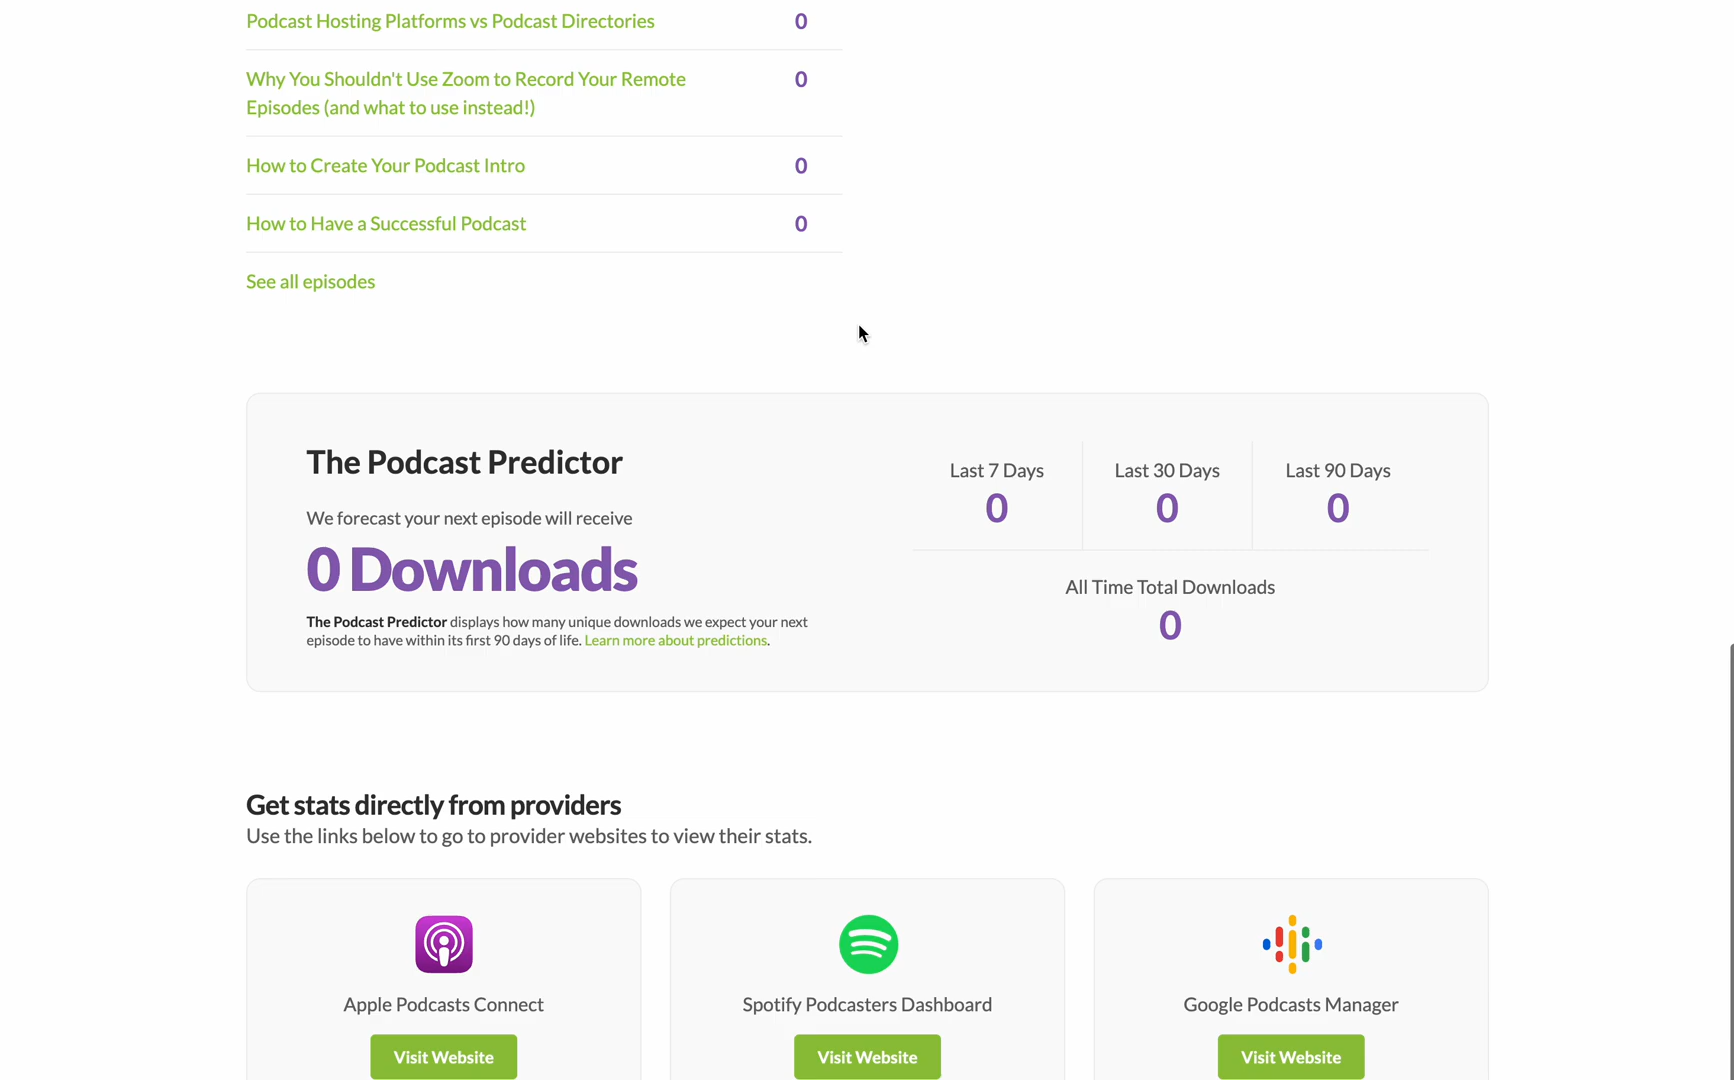 Podcast Hosting Platforms vs Podcast Directories 0
Why You Shouldn't Use Zoom to Record Your Remote 0
Episodes (and what to use instead!)
How to Create Your Podcast Intro 0
How to Have a Successful Podcast 0
See all episodes
The Podcast Predictor
We forecast your next episode will receive
0 Downloads
The Podcast Predictor displays how many unique downloads we expect your next
episode to have within its first 90 days of life. Learn more about predictions.
Last 7 Days Last 30 Days Last 90 Days
0 0 0
All Time Total Downloads
0
Get stats directly from providers
Use the links below to go to provider websites to view their stats.
Apple Podcasts Connect Spotify Podcasters Dashboard Google Podcasts Manager
Visit Website Visit Website Visit Website